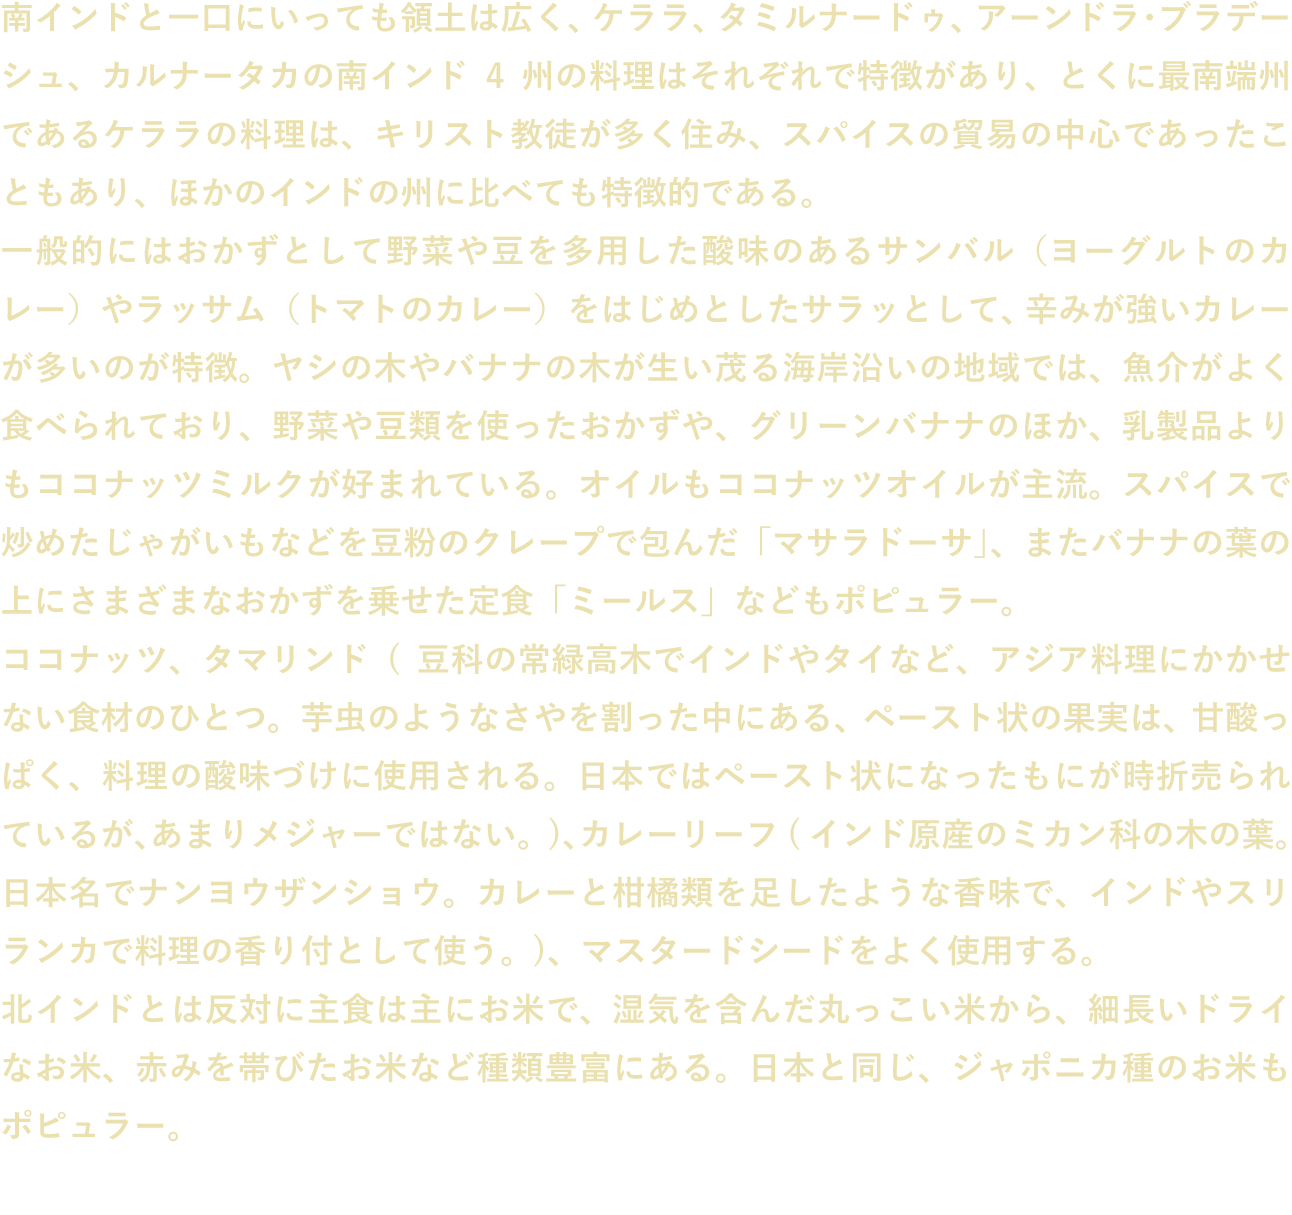 南インドと一口にいっても領土は広く、ケララ、タミルナードゥ、アーンドラ・ブラデー
シュ、カルナータカの南インド 4 州の料理はそれぞれで特徴があり、とくに最南端州
であるケララの料理は、キリスト教徒が多く住み、スパイスの貿易の中心であったこ
ともあり、ほかのインドの州に比べても特徴的である。
一般的にはおかずとして野菜や豆を多用した酸味のあるサンバル（ヨーグルトのカ
レー）やラッサム（トマトのカレー）をはじめとしたサラッとして、辛みが強いカレー
が多いのが特徴。ヤシの木やバナナの木が生い茂る海岸沿いの地域では、魚介がよく
食べられており、野菜や豆類を使ったおかずや、グリーンバナナのほか、乳製品より
もココナッツミルクが好まれている。オイルもココナッツオイルが主流。スパイスで
炒めたじゃがいもなどを豆粉のクレープで包んだ「マサラドーサ」、またバナナの葉の
上にさまざまなおかずを乗せた定食「ミールス」などもポピュラー。
ココナッツ、タマリンド ( 豆科の常緑高木でインドやタイなど、アジア料理にかかせ
ない食材のひとつ。芋虫のようなさやを割った中にある、ペースト状の果実は、甘酸っ
ぱく、料理の酸味づけに使用される。日本ではペースト状になったもにが時折売られ
ているが、あまりメジャーではない。)、カレーリーフ ( インド原産のミカン科の木の葉。
日本名でナンヨウザンショウ。カレーと柑橘類を足したような香味で、インドやスリ
ランカで料理の香り付として使う。)、マスタードシードをよく使用する。
北インドとは反対に主食は主にお米で、湿気を含んだ丸っこい米から、細長いドライ
なお米、赤みを帯びたお米など種類豊富にある。日本と同じ、ジャポニカ種のお米も
ポピュラー。